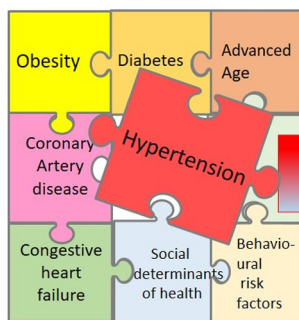 Obesity
Diabetes
Advanced
Age
Coronary
Artery
disease
Hypertension
Congestive
heart
failure
Social
determinants
of health
Behavio-
ural
risk
factors